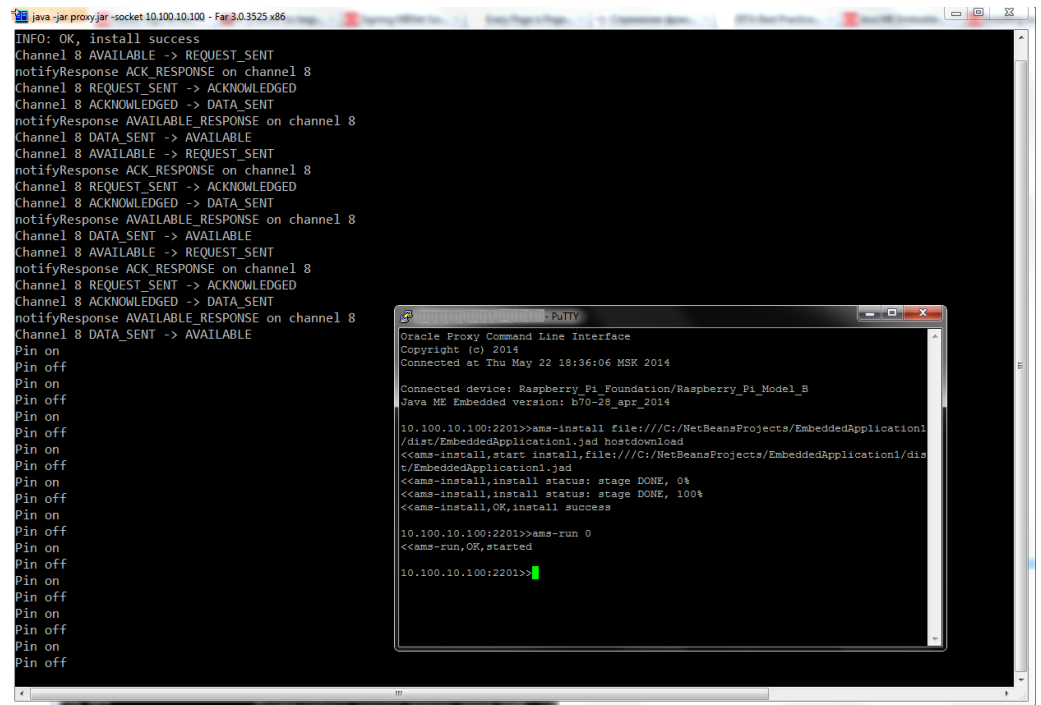 java -jar proxy.jar -socket 10.100.10.100 - Far 3.0.3525 x86
INFO: OK, install success
Channel 8 AVAILABLE -> REQUEST_SENT
notifyResponse ACK_RESPONSE on channel 8
Channel 8 REQUEST_SENT -> ACKNOWLEDGED
Channel 8 ACKNOWLEDGED -> DATA_SENT
notifyResponse AVAILABLE_RESPONSE on channel 8
Channel 8 DATA_SENT -> AVAILABLE
Channel 8 AVAILABLE -> REQUEST_SENT
notifyResponse ACK_RESPONSE on channel 8
Channel 8 REQUEST_SENT -> ACKNOWLEDGED
Channel 8 ACKNOWLEDGED -> DATA_SENT
notifyResponse AVAILABLE_RESPONSE on channel 8
Channel 8 DATA_SENT -> AVAILABLE
Channel 8 AVAILABLE -> REQUEST_SENT
notifyResponse ACK_RESPONSE on channel 8
Channel 8 REQUEST_SENT -> ACKNOWLEDGED
Channel 8 ACKNOWLEDGED -> DATA_SENT
notifyResponse AVAILABLE_RESPONSE on channel 8
Channel 8 DATA_SENT -> AVAILABLE
Pin on
Pin off
Pin on
Pin off
Pin on
Pin off
Pin on
Pin off
Pin on
Pin off
Pin on
Pin off
Pin on
Pin off
Pin on
Pin off
Pin on
Pin off
Pin on
Pin off
- PuTTY
Oracle Proxy Command Line Interface
Copyright (c) 2014
Connected at Thu May 22 18:36:06 MSK 2014
Connected device: Raspberry_Pi_Foundation/Raspberry_Pi_Model_B
Java ME Embedded version: b70-28_apr_2014
10.100.10.100:2201>>ams-install file:///C:/NetBeansProjects/EmbeddedApplication1
/dist/EmbeddedApplication1.jad hostdownload
<<ams-install,start install,file:///C:/NetBeansProjects/EmbeddedApplication1/dis
t/EmbeddedApplication1.jad
<<ams-install,install status: stage DONE, 0%
<<ams-install,install status: stage DONE, 100%
<<ams-install,OK,install success
10.100.10.100:2201>>ams-run 0
<<ams-run,OK,started
10.100.10.100:2201>>